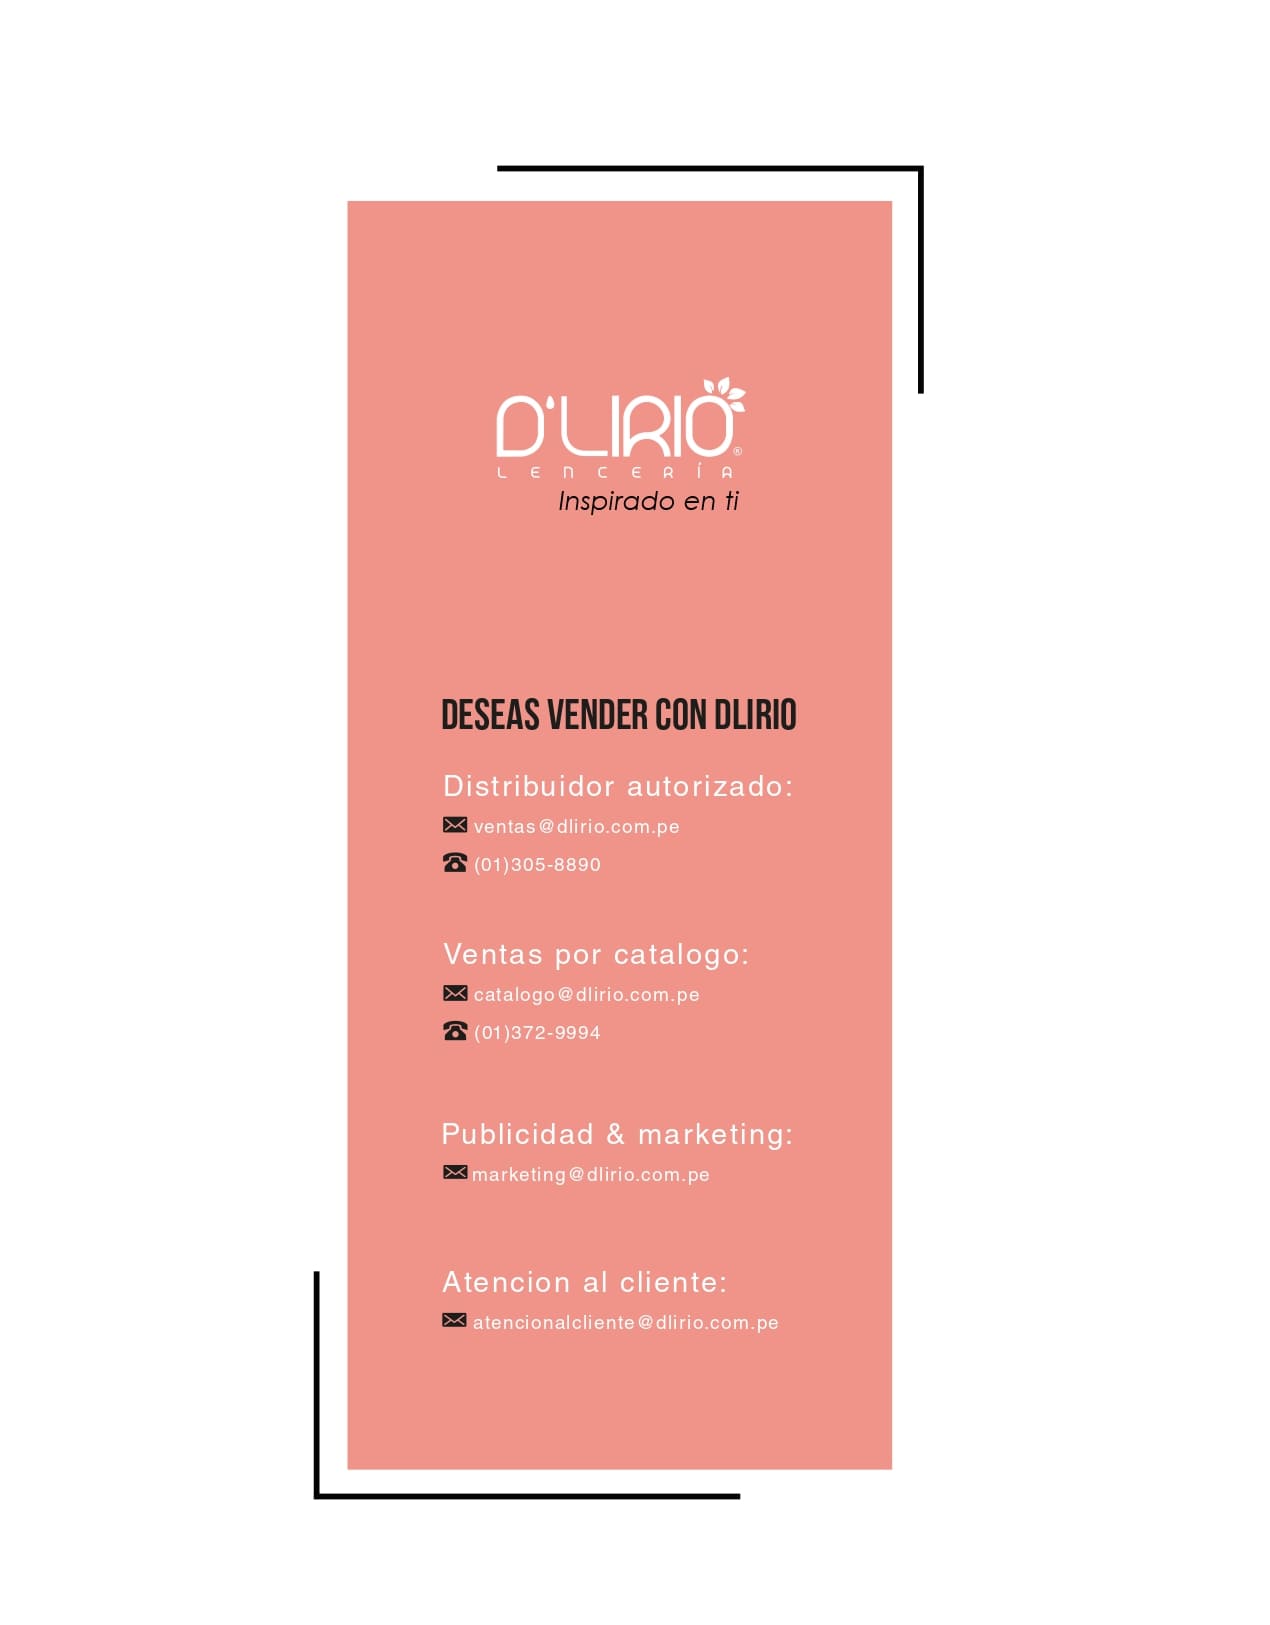 D'LIRIO®
LENCERÍA
Inspirado en ti
DESEAS VENDER CON DLIRIO
Distribuidor autorizado:
ventas@dlirio.com.pe
(01)305-8890
Ventas por catalogo:
catalogo@dlirio.com.pe
(01)372-9994
Publicidad & marketing:
marketing@dlirio.com.pe
Atencion al cliente:
atencionalcliente@dlirio.com.pe